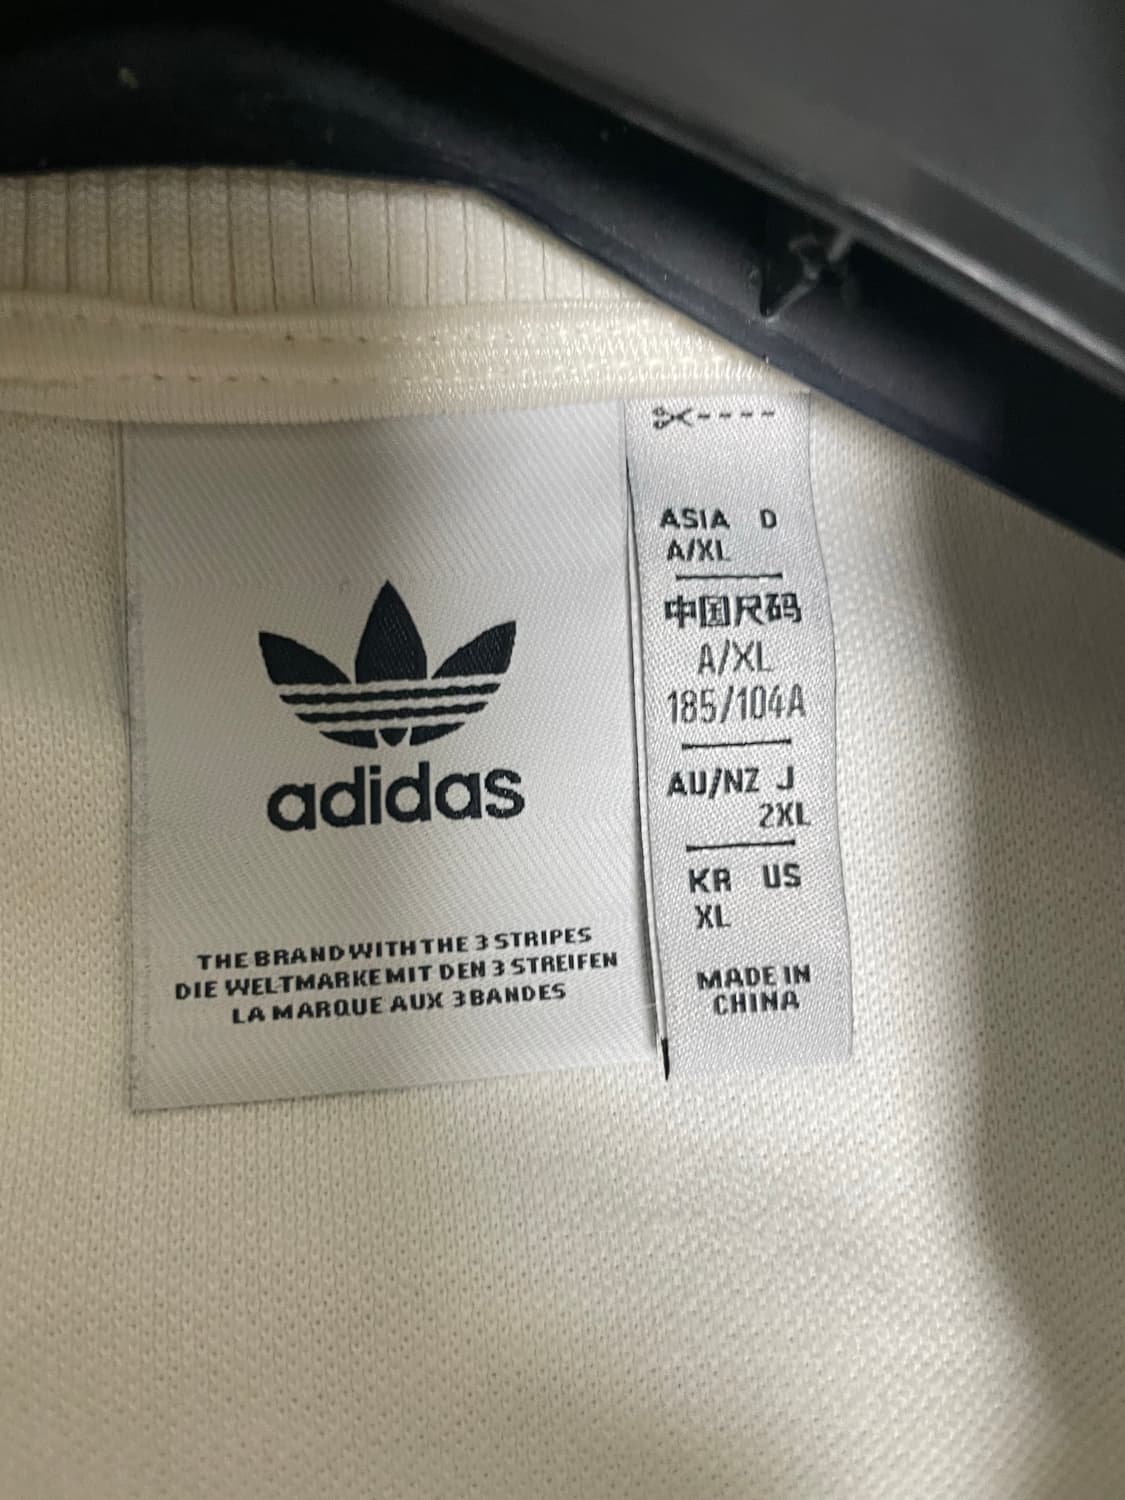 adidas
THE BRAND WITH THE 3 STRIPES
DIE WELTMARKE MIT DEN 3 STREIFEN
LA MARQUE AUX 3 BANDES
ASIA D
A/XL
中国尺码
A/XL
185/104A
AU/NZ J
2XL
KR US
XL
MADE IN
CHINA